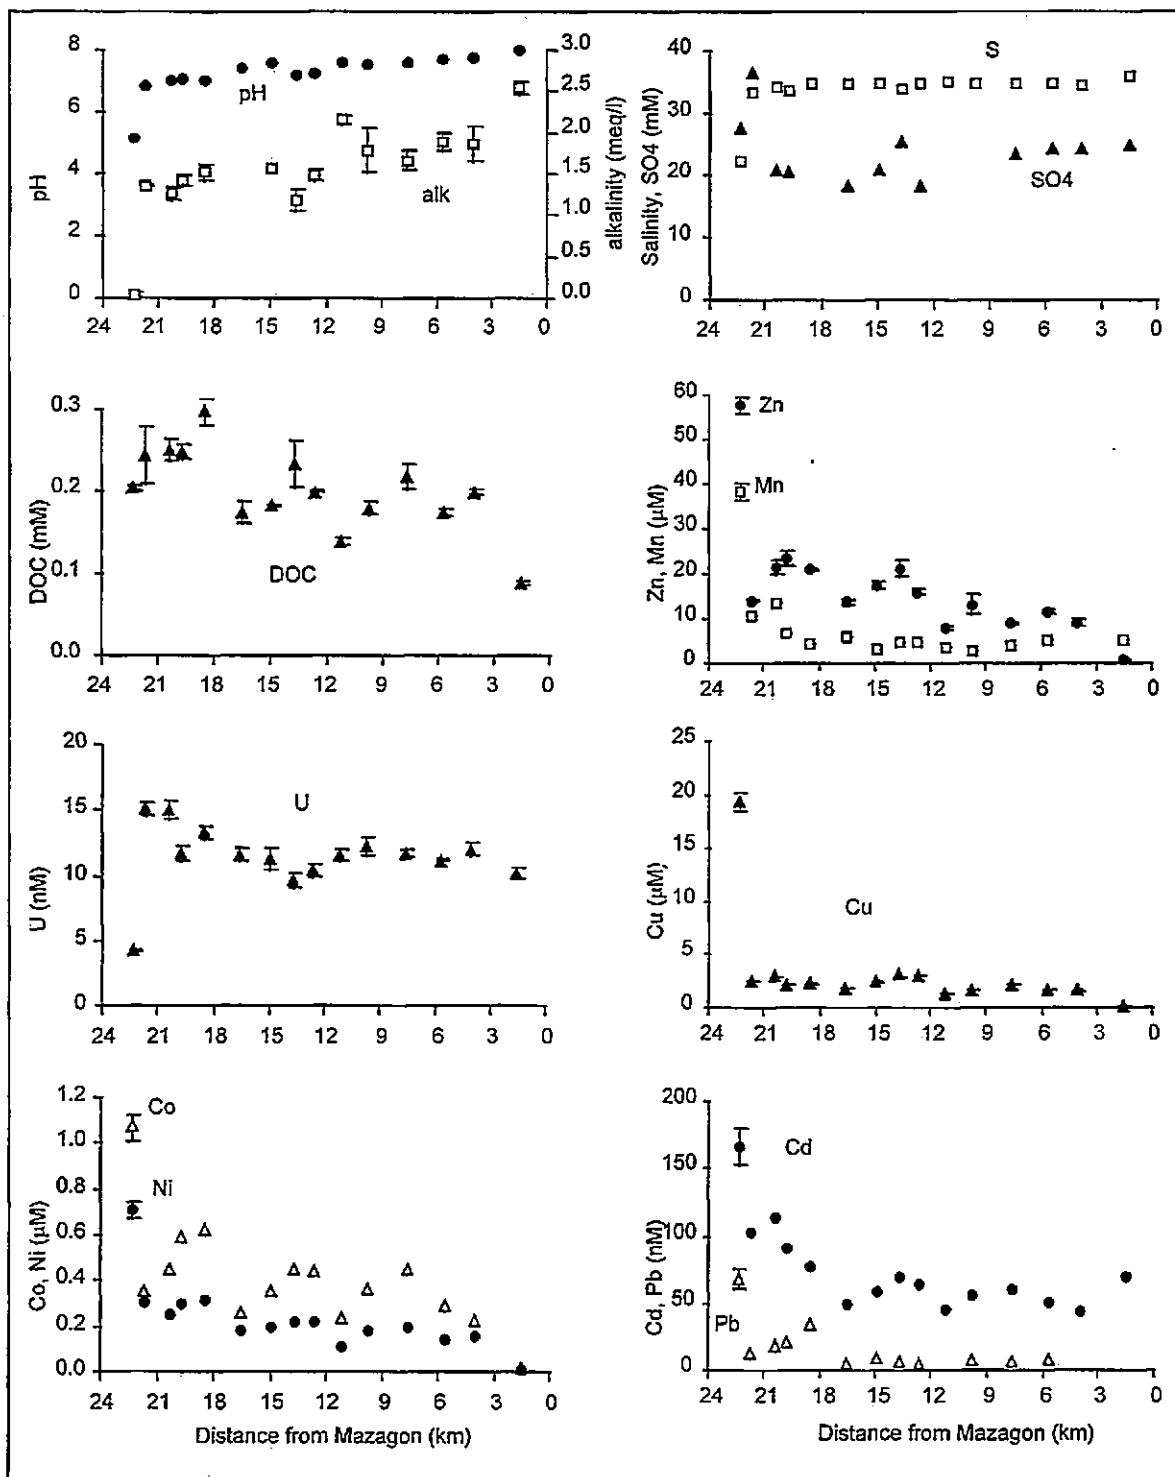 8
6
4
2
0
pH
3.0
2.5
2.0
1.5
1.0
0.5
0.0
alkalinity (meq/l)
pH
alk
24 21 18 15 12 9 6 3 0
40
30
20
10
0
Salinity, SO4 (mM)
S
SO4
24 21 18 15 12 9 6 3 0
0.3
0.2
0.1
0.0
DOC (mM)
DOC
24 21 18 15 12 9 6 3 0
60
50
40
30
20
10
0
Zn, Mn (µM)
Zn
Mn
24 21 18 15 12 9 6 3 0
20
15
10
5
0
U (nM)
U
24 21 18 15 12 9 6 3 0
25
20
15
10
5
0
Cu (µM)
Cu
24 21 18 15 12 9 6 3 0
1.2
1.0
0.8
0.6
0.4
0.2
0.0
Co, Ni (µM)
Co
Ni
24 21 18 15 12 9 6 3 0
Distance from Mazagon (km)
200
150
100
50
0
Cd, Pb (nM)
Cd
Pb
24 21 18 15 12 9 6 3 0
Distance from Mazagon (km)